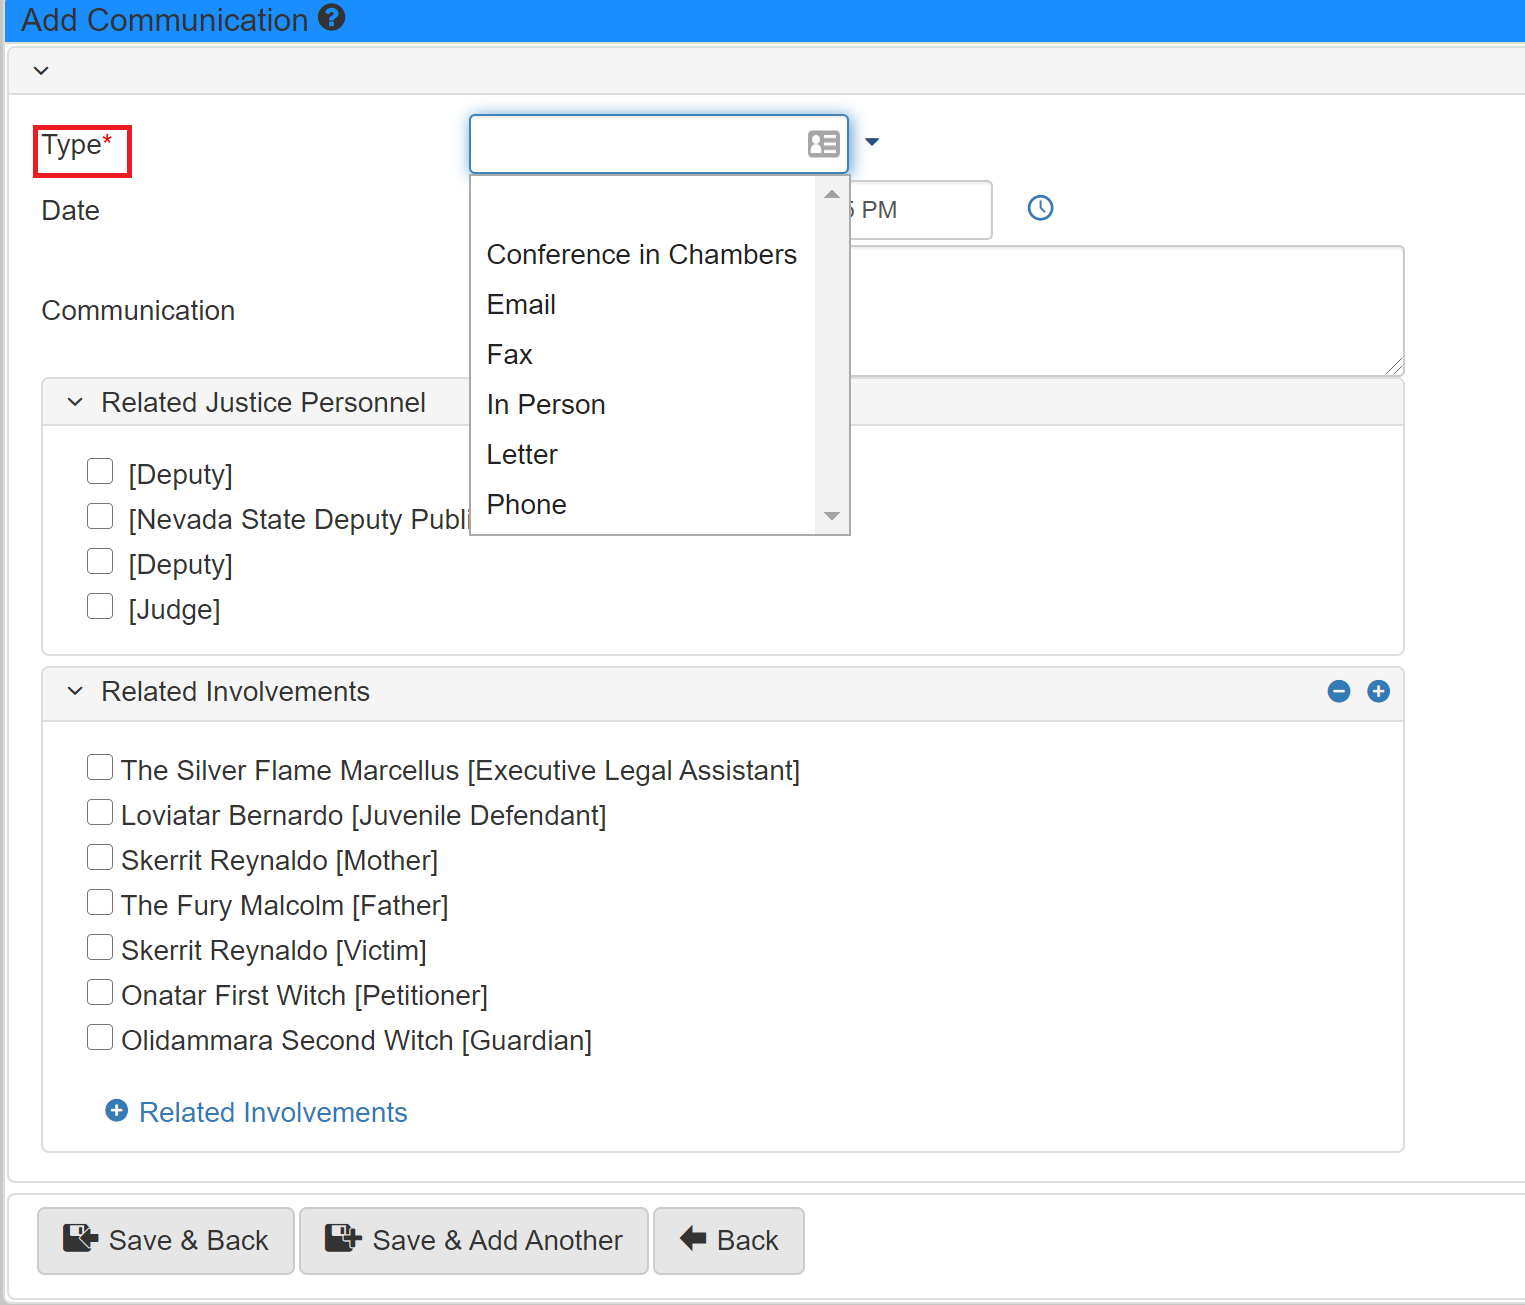 Add Communication ?
Type*
Date
5 PM
Conference in Chambers
Email
Communication
Fax
In Person
Letter
Phone
Related Justice Personnel
[Deputy]
[Nevada State Deputy Publi
[Deputy]
[Judge]
Related Involvements
The Silver Flame Marcellus [Executive Legal Assistant]
Loviatar Bernardo [Juvenile Defendant]
Skerrit Reynaldo [Mother]
The Fury Malcolm [Father]
Skerrit Reynaldo [Victim]
Onatar First Witch [Petitioner]
Olidammara Second Witch [Guardian]
Related Involvements
Save & Back
Save & Add Another
Back